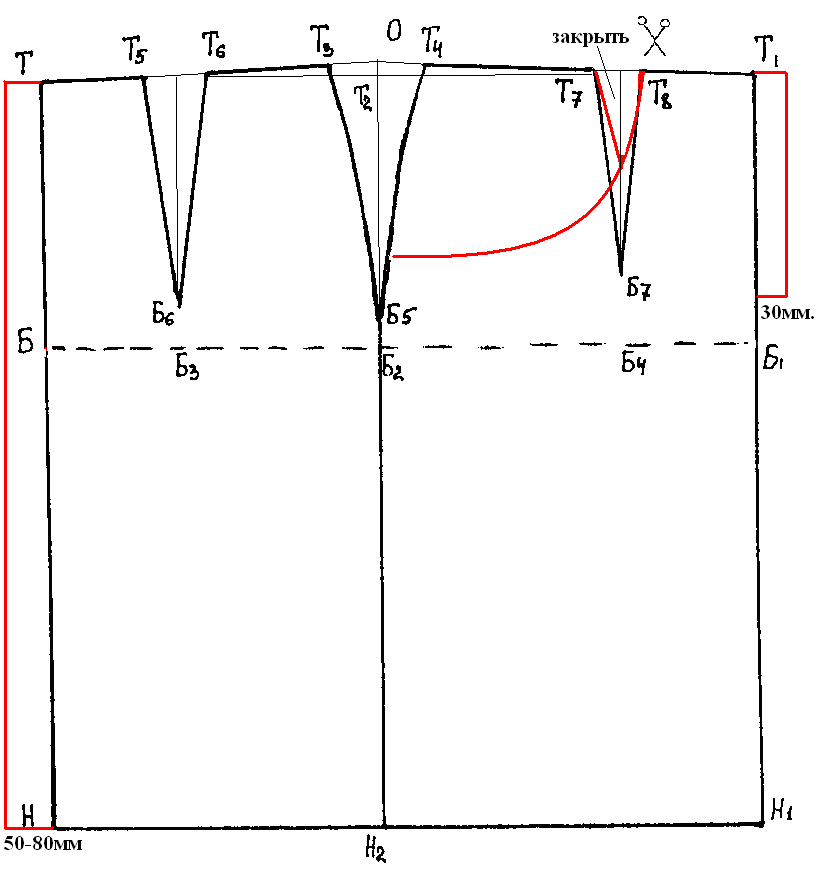 закрыть
Т Т5 Т6 Т3 О Т4 Т1
Т2 Т7 Т8
Б6 Б5 Б7
30мм.
Б Б3 Б2 Б4 Б1
Н Н1
50-80мм Н2